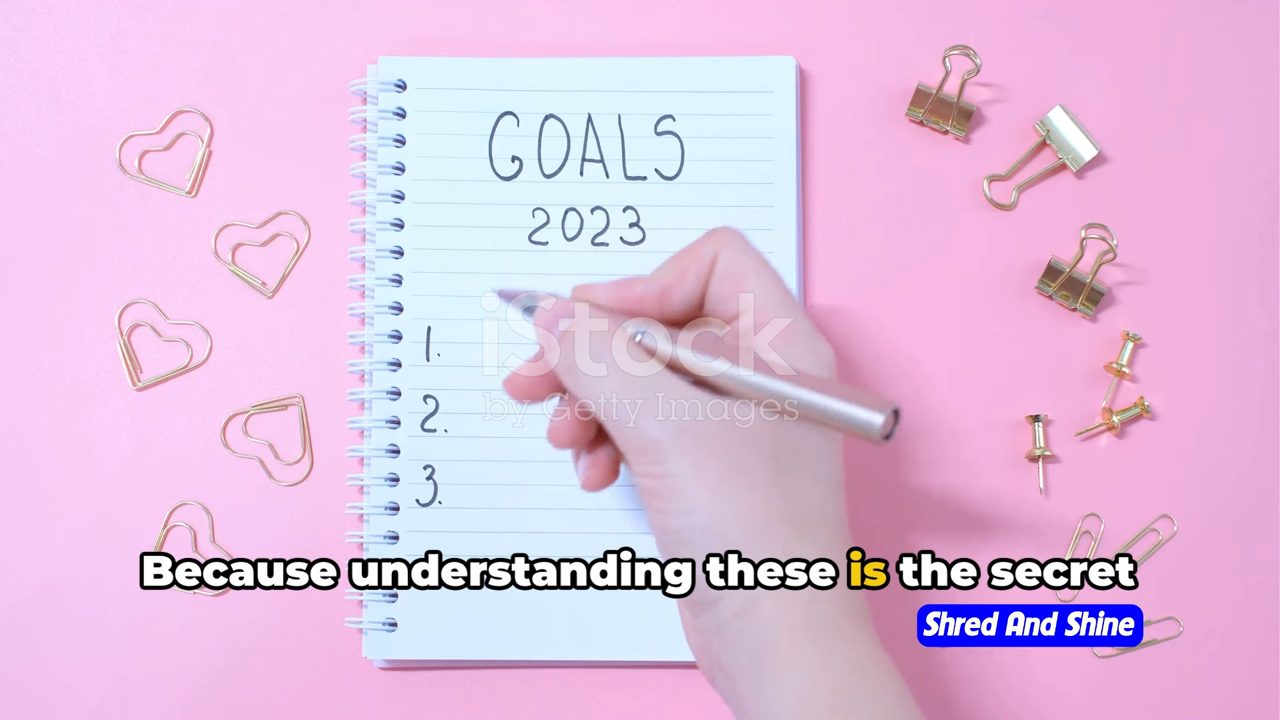 GOALS
2023
iStock
by Getty Images
1.
2.
3.
Because understanding these is the secret
Shred And Shine